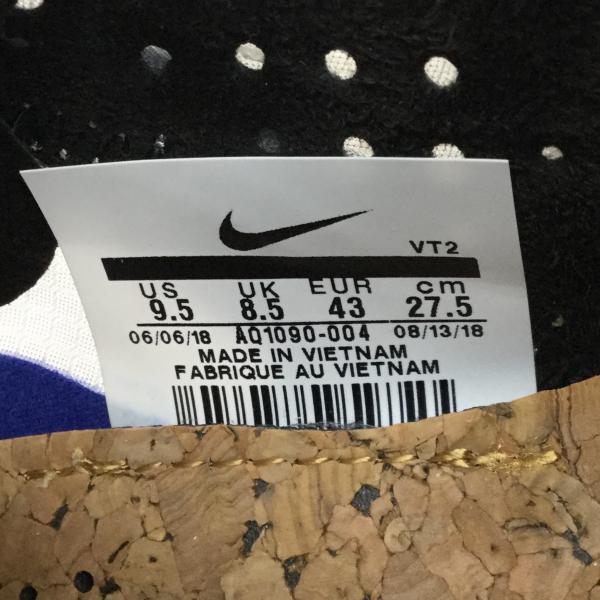 VT2
US UK EUR cm
9.5 8.5 43 27.5
06/06/18 AQ1090-004 08/13/18
MADE IN VIETNAM
FABRIQUE AU VIETNAM